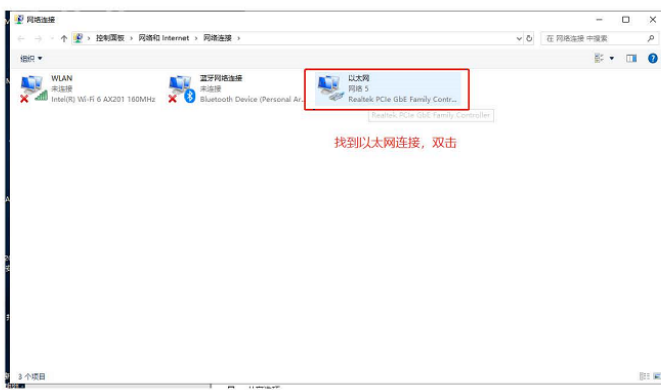 网络连接
控制面板 › 网络和 Internet › 网络连接 ›
在 网络连接 中搜索
组织 ▾
WLAN
未连接
Intel(R) Wi-Fi 6 AX201 160MHz
蓝牙网络连接
未连接
Bluetooth Device (Personal Ar...
以太网
网络 5
Realtek PCIe GbE Family Contr...
Realtek PCIe GbE Family Controller
找到以太网连接，双击
3 个项目